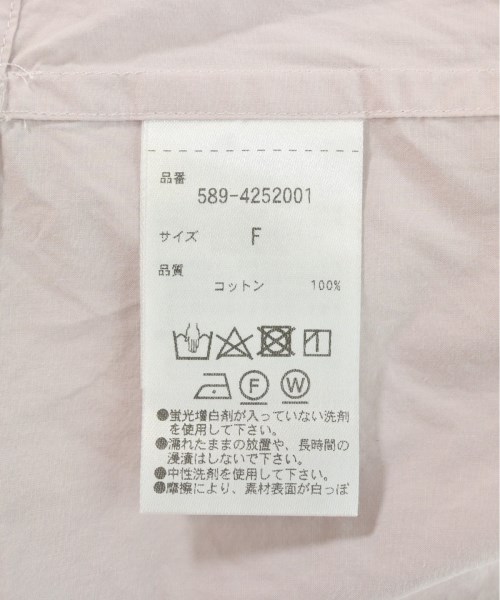 品番
589-4252001
サイズ F
品質
コットン 100%
F W
●蛍光増白剤が入っていない洗剤
を使用して下さい。
●濡れたままの放置や、長時間の
浸漬はしないで下さい。
●中性洗剤を使用して下さい。
●摩擦により、素材表面が白っぽ